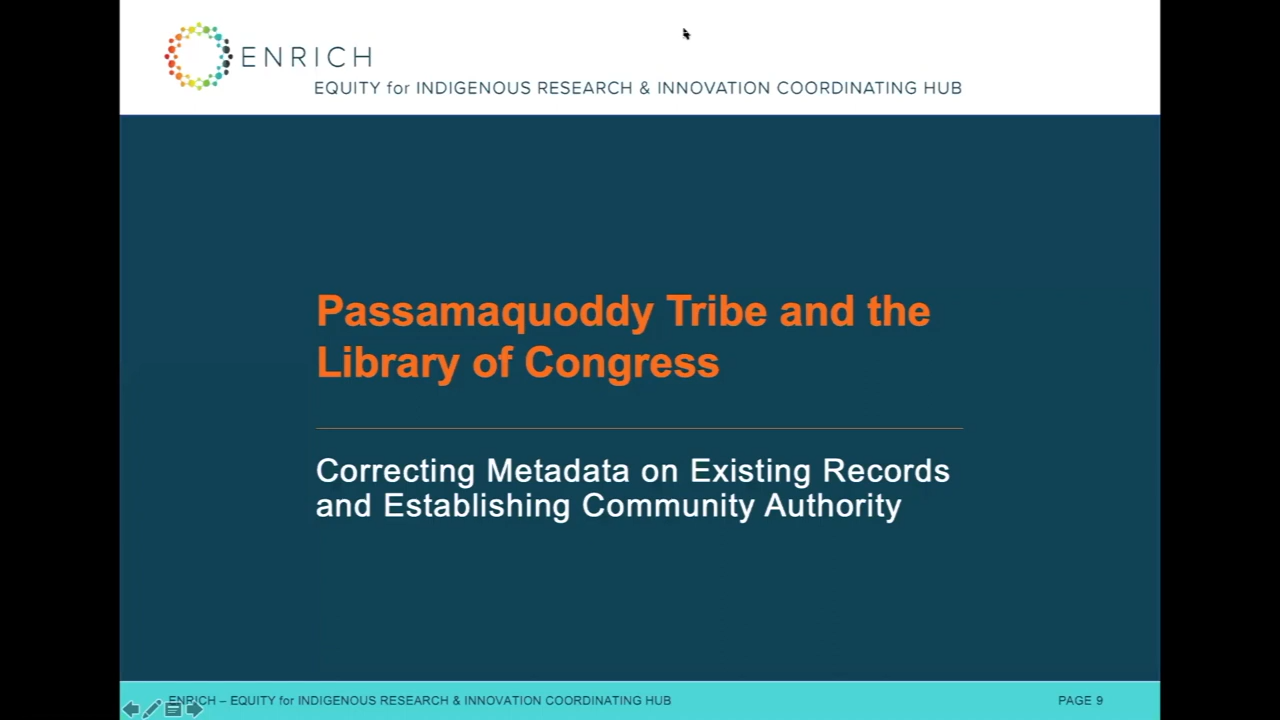 ENRICH
EQUITY for INDIGENOUS RESEARCH & INNOVATION COORDINATING HUB
Passamaquoddy Tribe and the
Library of Congress
Correcting Metadata on Existing Records
and Establishing Community Authority
ENRICH – EQUITY for INDIGENOUS RESEARCH & INNOVATION COORDINATING HUB
PAGE 9